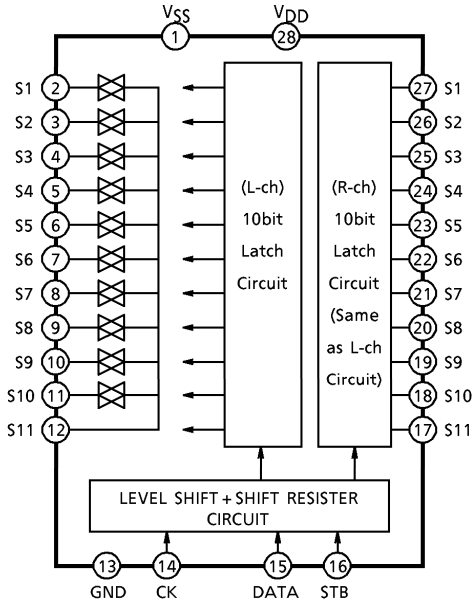 VSS VDD
1 28
S1 2 27 S1
S2 3 26 S2
S3 4 25 S3
S4 5 (L-ch) (R-ch) 24 S4
S5 6 10bit 10bit 23 S5
S6 7 Latch Latch 22 S6
S7 8 Circuit Circuit 21 S7
S8 9 (Same 20 S8
S9 10 as L-ch 19 S9
S10 11 Circuit) 18 S10
S11 12 17 S11
LEVEL SHIFT + SHIFT RESISTER
CIRCUIT
13 14 15 16
GND CK DATA STB